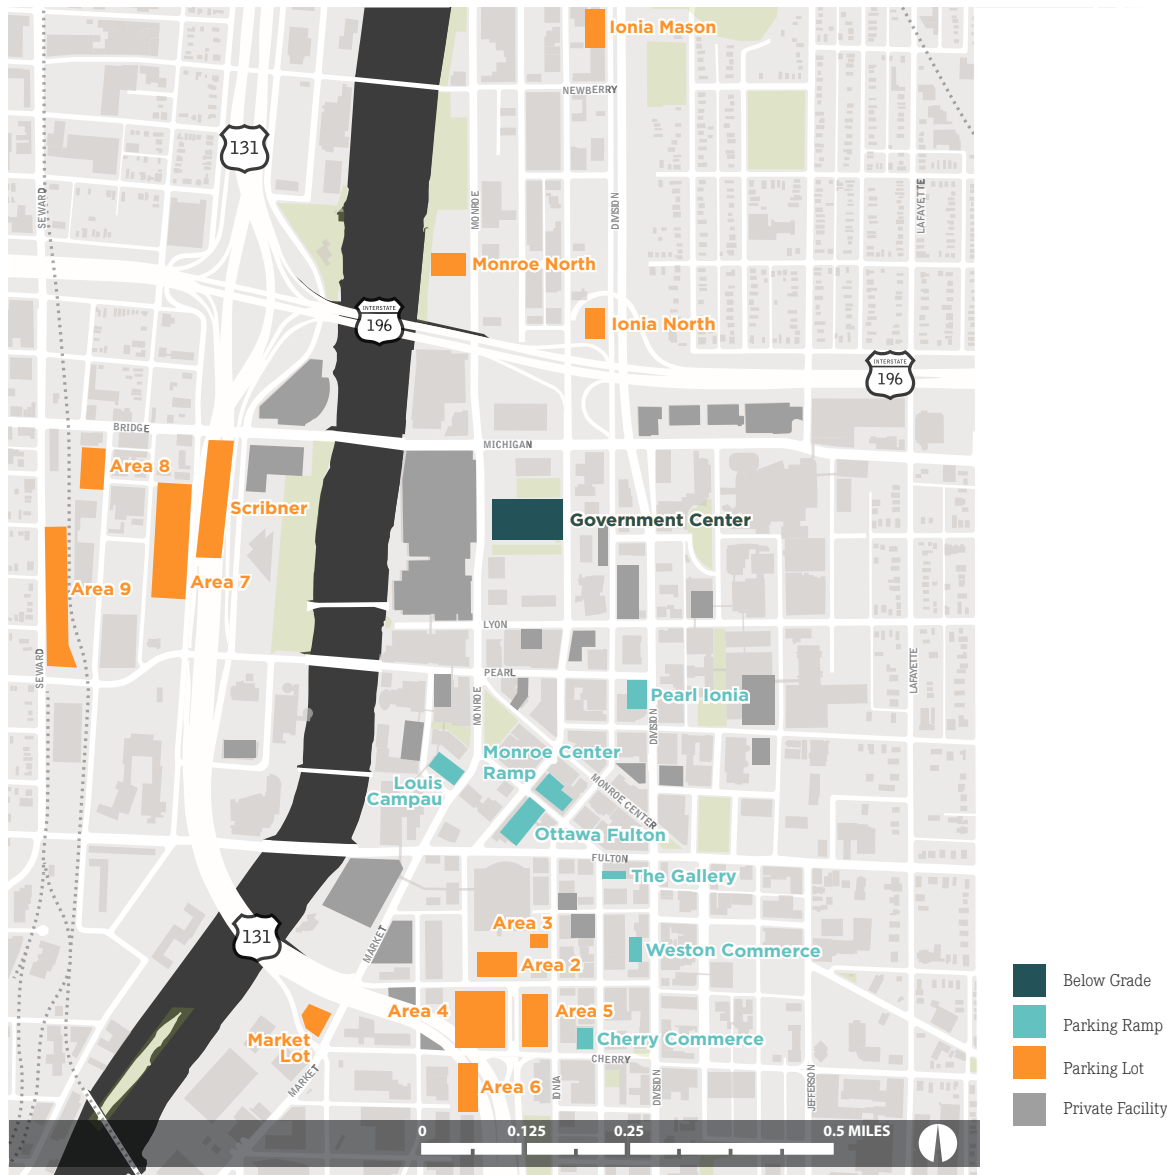 Ionia Mason
NEWBERRY
131
SEWARD
MONROE
DIVISION
LAFAYETTE
Monroe North
INTERSTATE
196
Ionia North
INTERSTATE
196
BRIDGE
MICHIGAN
Area 8
Scribner
Government Center
Area 7
Area 9
LYON
SEWARD
PEARL
LAFAYETTE
MONROE
Pearl Ionia
DIVISION
Monroe Center
Ramp
Louis
Campau
MONROE CENTER
Ottawa Fulton
FULTON
The Gallery
131
Area 3
MARKET
Weston Commerce
Area 2
Below Grade
Area 4
Area 5
Parking Ramp
Market
Lot
Cherry Commerce
CHERRY
Parking Lot
MARKET
Area 6
IONIA
DIVISION
JEFFERSON
Private Facility
0
0.125
0.25
0.5 MILES